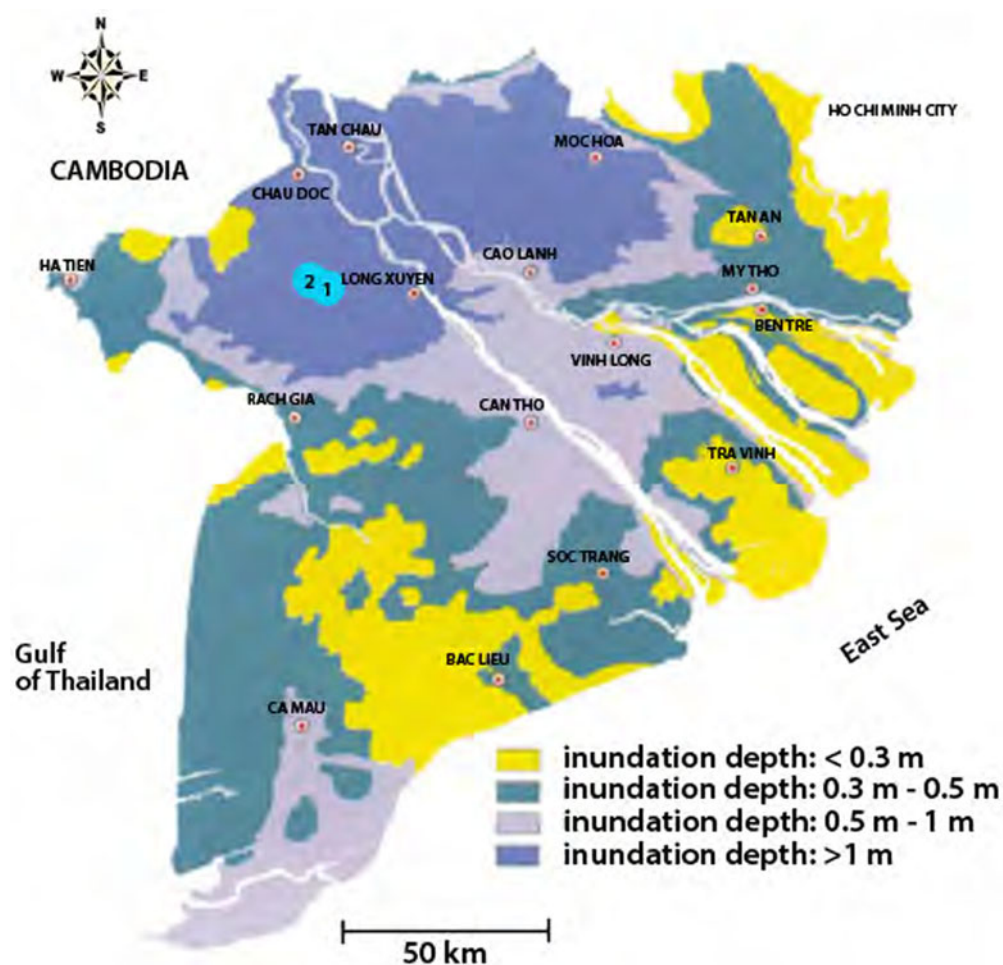 N
W E
S
HO CHI MINH CITY
TAN CHAU
MOC HOA
CAMBODIA
CHAU DOC
TAN AN
CAO LANH
HA TIEN
MY THO
2 1 LONG XUYEN
BEN TRE
VINH LONG
RACH GIA
CAN THO
TRA VINH
SOC TRANG
East Sea
Gulf
of Thailand
BAC LIEU
CA MAU
inundation depth: < 0.3 m
inundation depth: 0.3 m - 0.5 m
inundation depth: 0.5 m - 1 m
inundation depth: >1 m
50 km